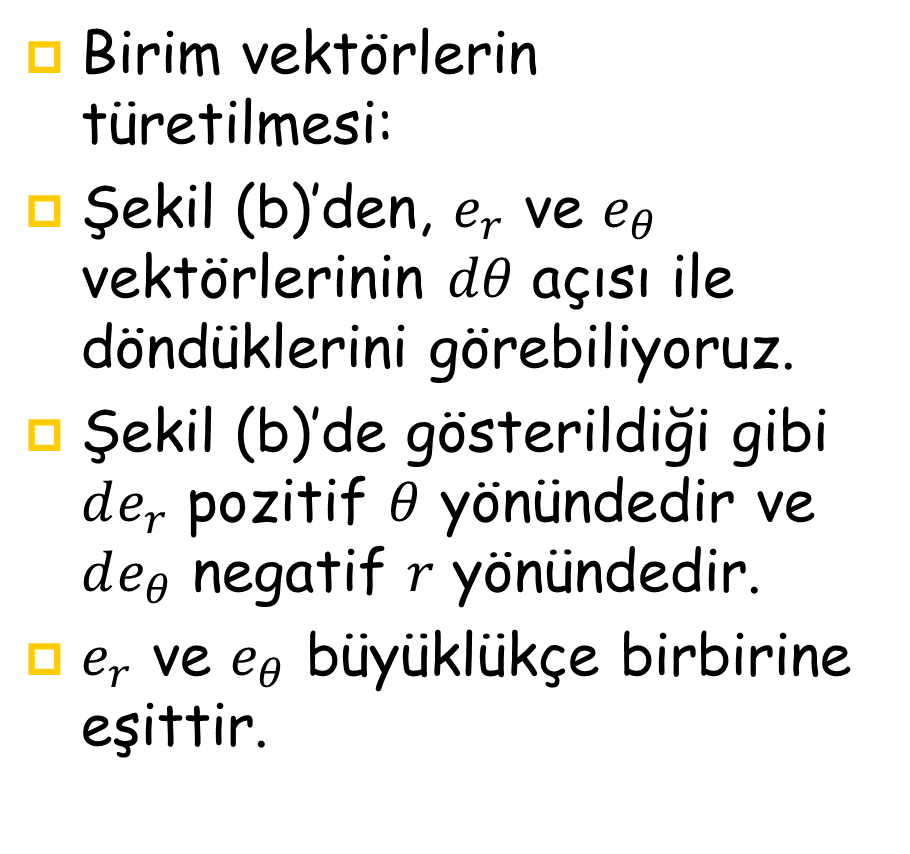 Birim vektörlerin
türetilmesi:
Şekil (b)'den, e_r ve e_θ
vektörlerinin dθ açısı ile
döndüklerini görebiliyoruz.
Şekil (b)'de gösterildiği gibi
de_r pozitif θ yönündedir ve
de_θ negatif r yönündedir.
e_r ve e_θ büyüklükçe birbirine
eşittir.